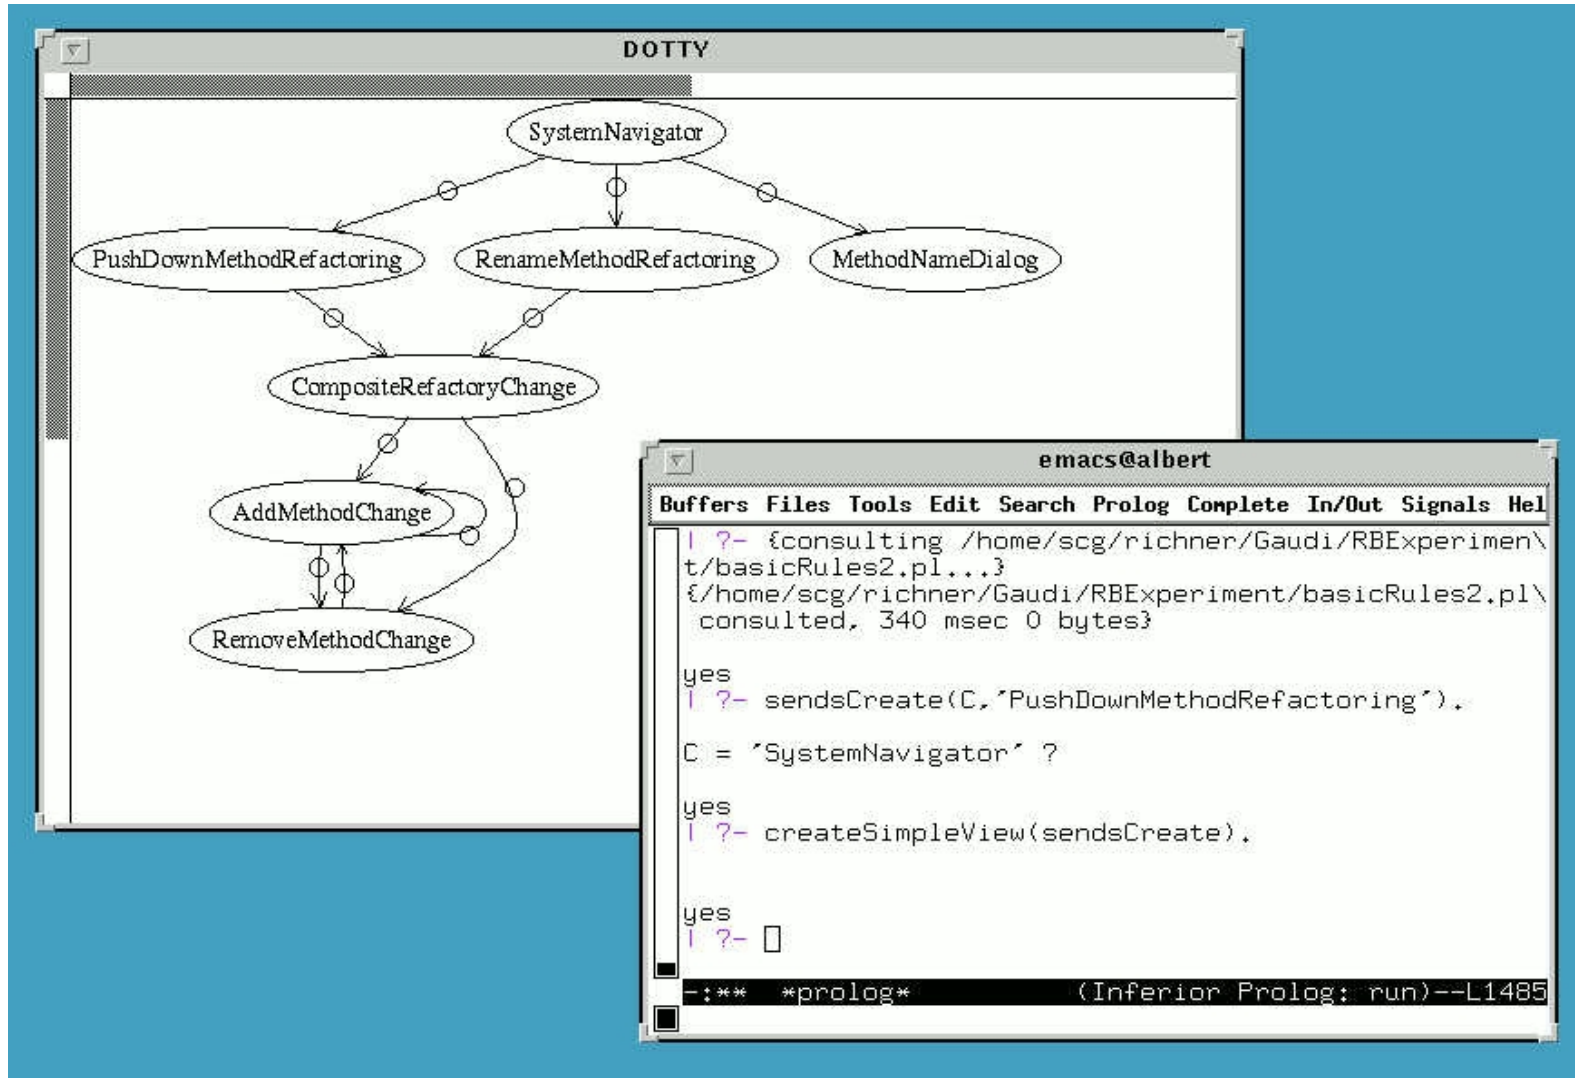 DOTTY
SystemNavigator
PushDownMethodRefactoring
RenameMethodRefactoring
MethodNameDialog
CompositeRefactoryChange
AddMethodChange
RemoveMethodChange
emacs@albert
Buffers Files Tools Edit Search Prolog Complete In/Out Signals Hel
| ?- {consulting /home/scg/richner/Gaudi/RBExperimen\
t/basicRules2.pl...}
{/home/scg/richner/Gaudi/RBExperiment/basicRules2.pl\
consulted, 340 msec 0 bytes}
yes
| ?- sendsCreate(C,'PushDownMethodRefactoring').
C = 'SystemNavigator' ?
yes
| ?- createSimpleView(sendsCreate).
yes
| ?-
-:** *prolog* (Inferior Prolog: run)--L1485